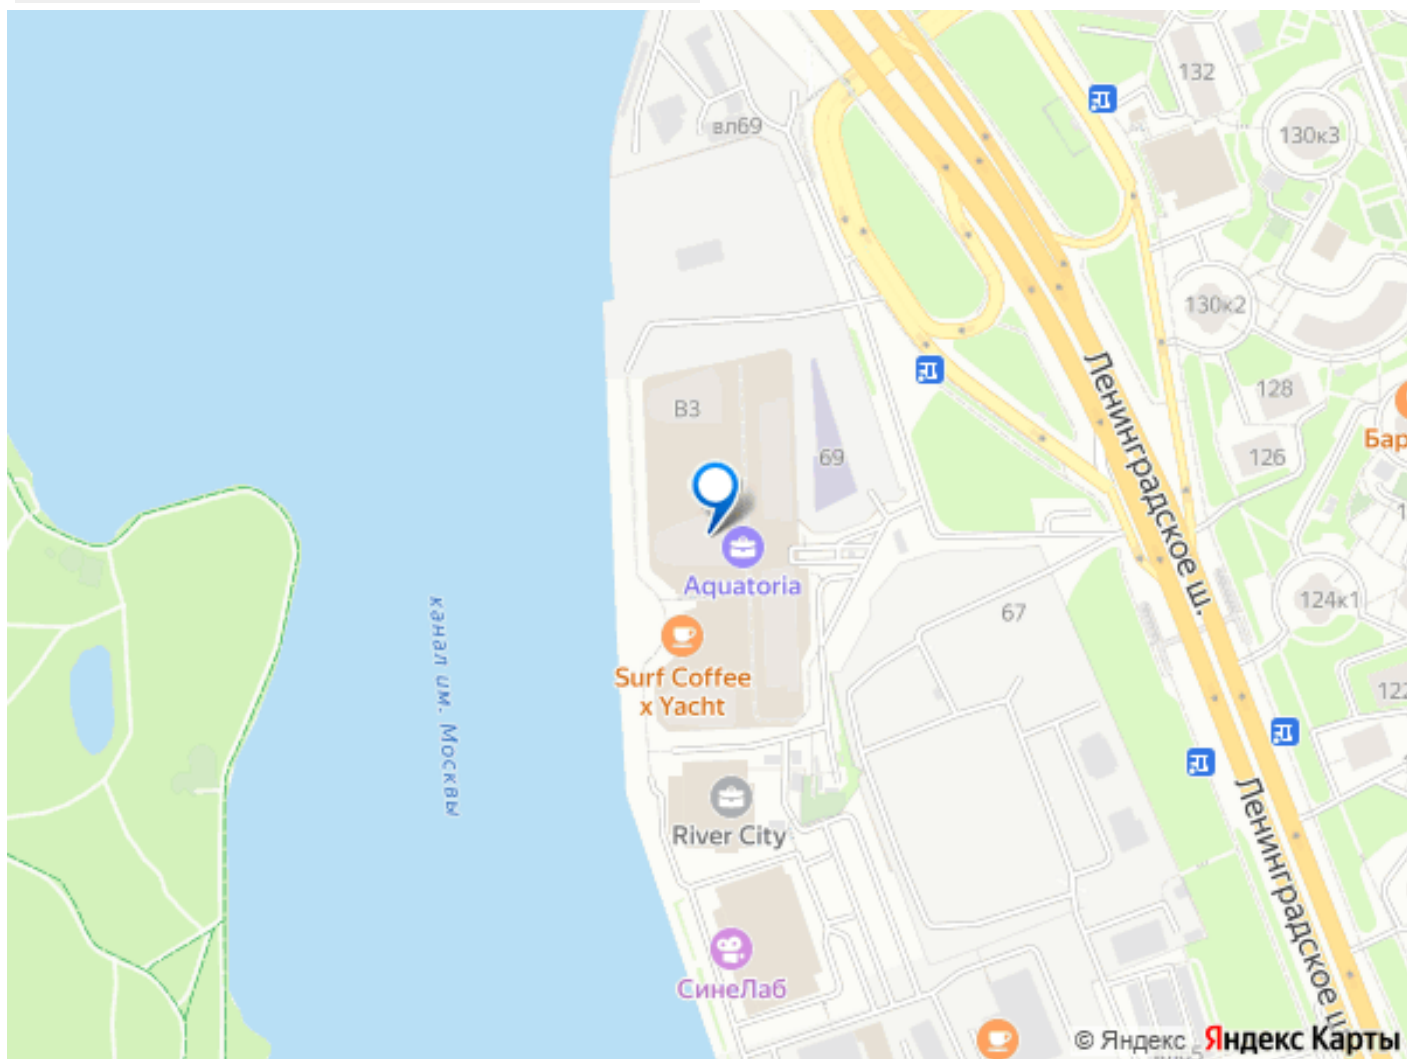 132
вл69
130к3
130к2
Ленинградское ш.
128
В3
Бар
69
126
Aquatoria
канал им. Москвы
67
124к1
Surf Coffee
x Yacht
122
River City
Ленинградское ш
СинеЛаб
© Яндекс Яндекс Карты